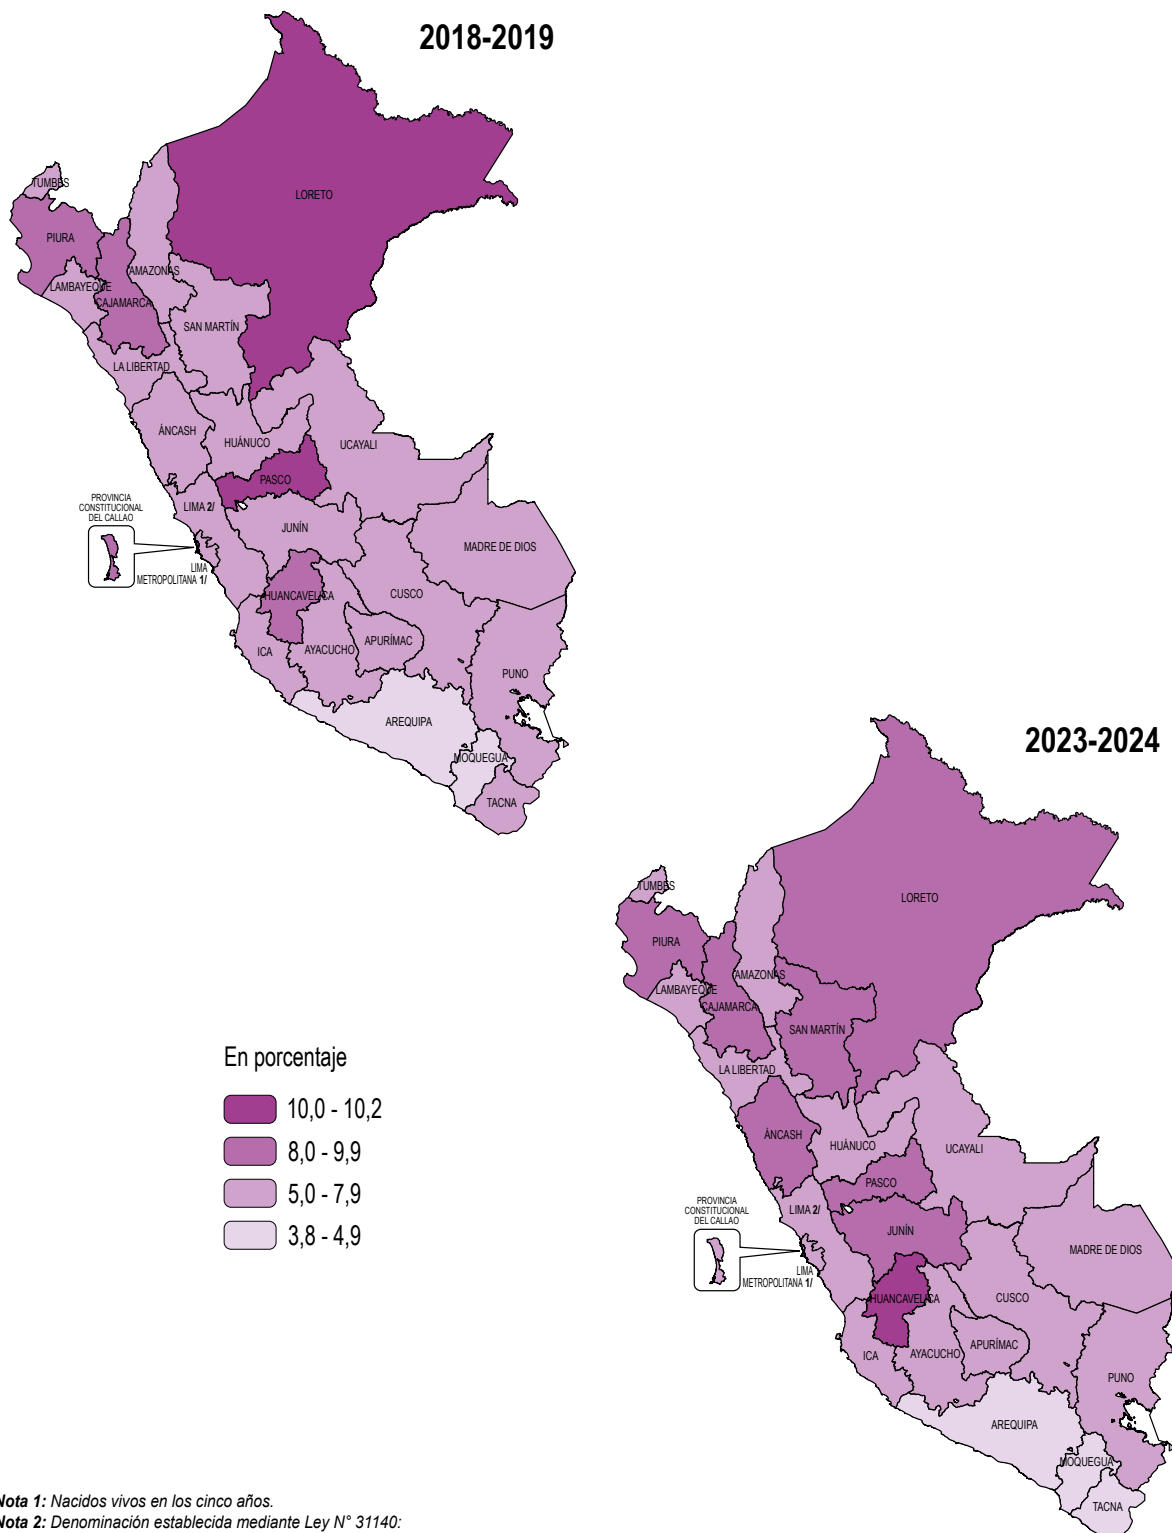 2018-2019
LORETO
TUMBES
PIURA
AMAZONAS
LAMBAYEQUE
CAJAMARCA
SAN MARTÍN
LA LIBERTAD
ÁNCASH
HUÁNUCO
UCAYALI
PASCO
PROVINCIA
CONSTITUCIONAL
DEL CALLAO
LIMA 2/
JUNÍN
MADRE DE DIOS
LIMA
METROPOLITANA 1/
HUANCAVELICA
CUSCO
ICA
AYACUCHO
APURÍMAC
PUNO
AREQUIPA
MOQUEGUA
TACNA
2023-2024
LORETO
TUMBES
PIURA
AMAZONAS
LAMBAYEQUE
CAJAMARCA
SAN MARTÍN
LA LIBERTAD
ÁNCASH
HUÁNUCO
UCAYALI
PASCO
PROVINCIA
CONSTITUCIONAL
DEL CALLAO
LIMA 2/
JUNÍN
MADRE DE DIOS
LIMA
METROPOLITANA 1/
HUANCAVELICA
CUSCO
ICA
AYACUCHO
APURÍMAC
PUNO
AREQUIPA
MOQUEGUA
TACNA
En porcentaje
10,0 - 10,2
8,0 - 9,9
5,0 - 7,9
3,8 - 4,9
Nota 1: Nacidos vivos en los cinco años.
Nota 2: Denominación establecida mediante Ley N° 31140: